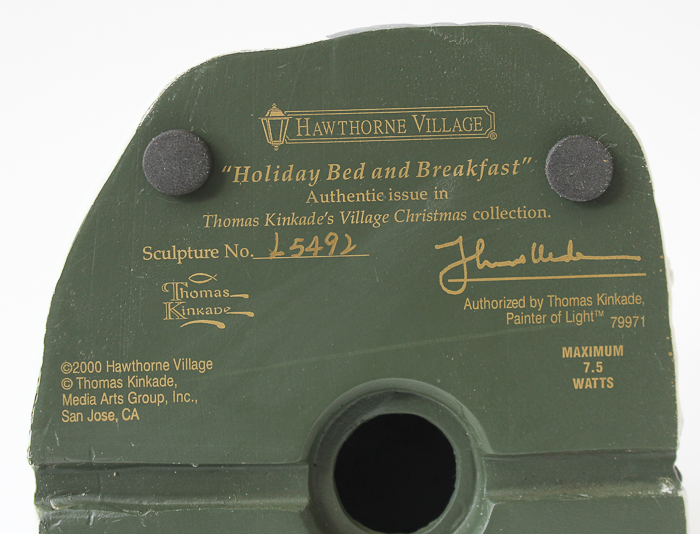 HAWTHORNE VILLAGE®
"Holiday Bed and Breakfast"
Authentic issue in
Thomas Kinkade's Village Christmas collection.
Sculpture No. L5492
Thomas
Kinkade
Authorized by Thomas Kinkade,
Painter of Light™ 79971
©2000 Hawthorne Village
© Thomas Kinkade,
Media Arts Group, Inc.,
San Jose, CA
MAXIMUM
7.5
WATTS